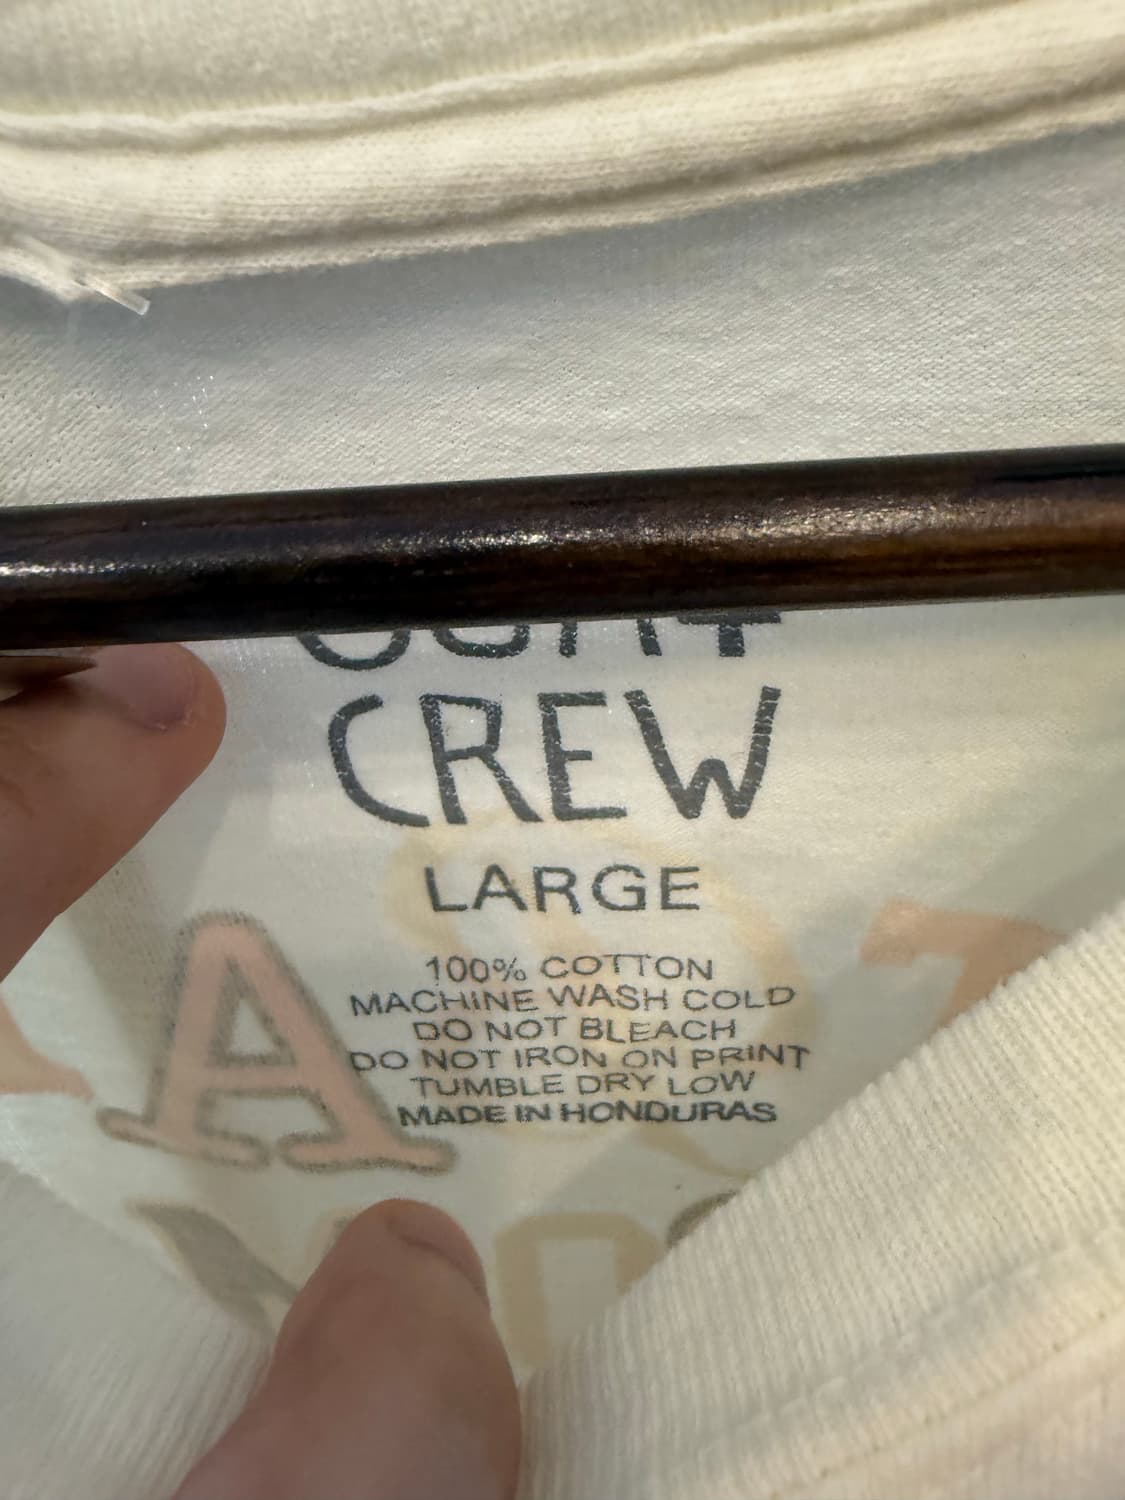 CREW
LARGE
100% COTTON
MACHINE WASH COLD
DO NOT BLEACH
DO NOT IRON ON PRINT
TUMBLE DRY LOW
MADE IN HONDURAS
A